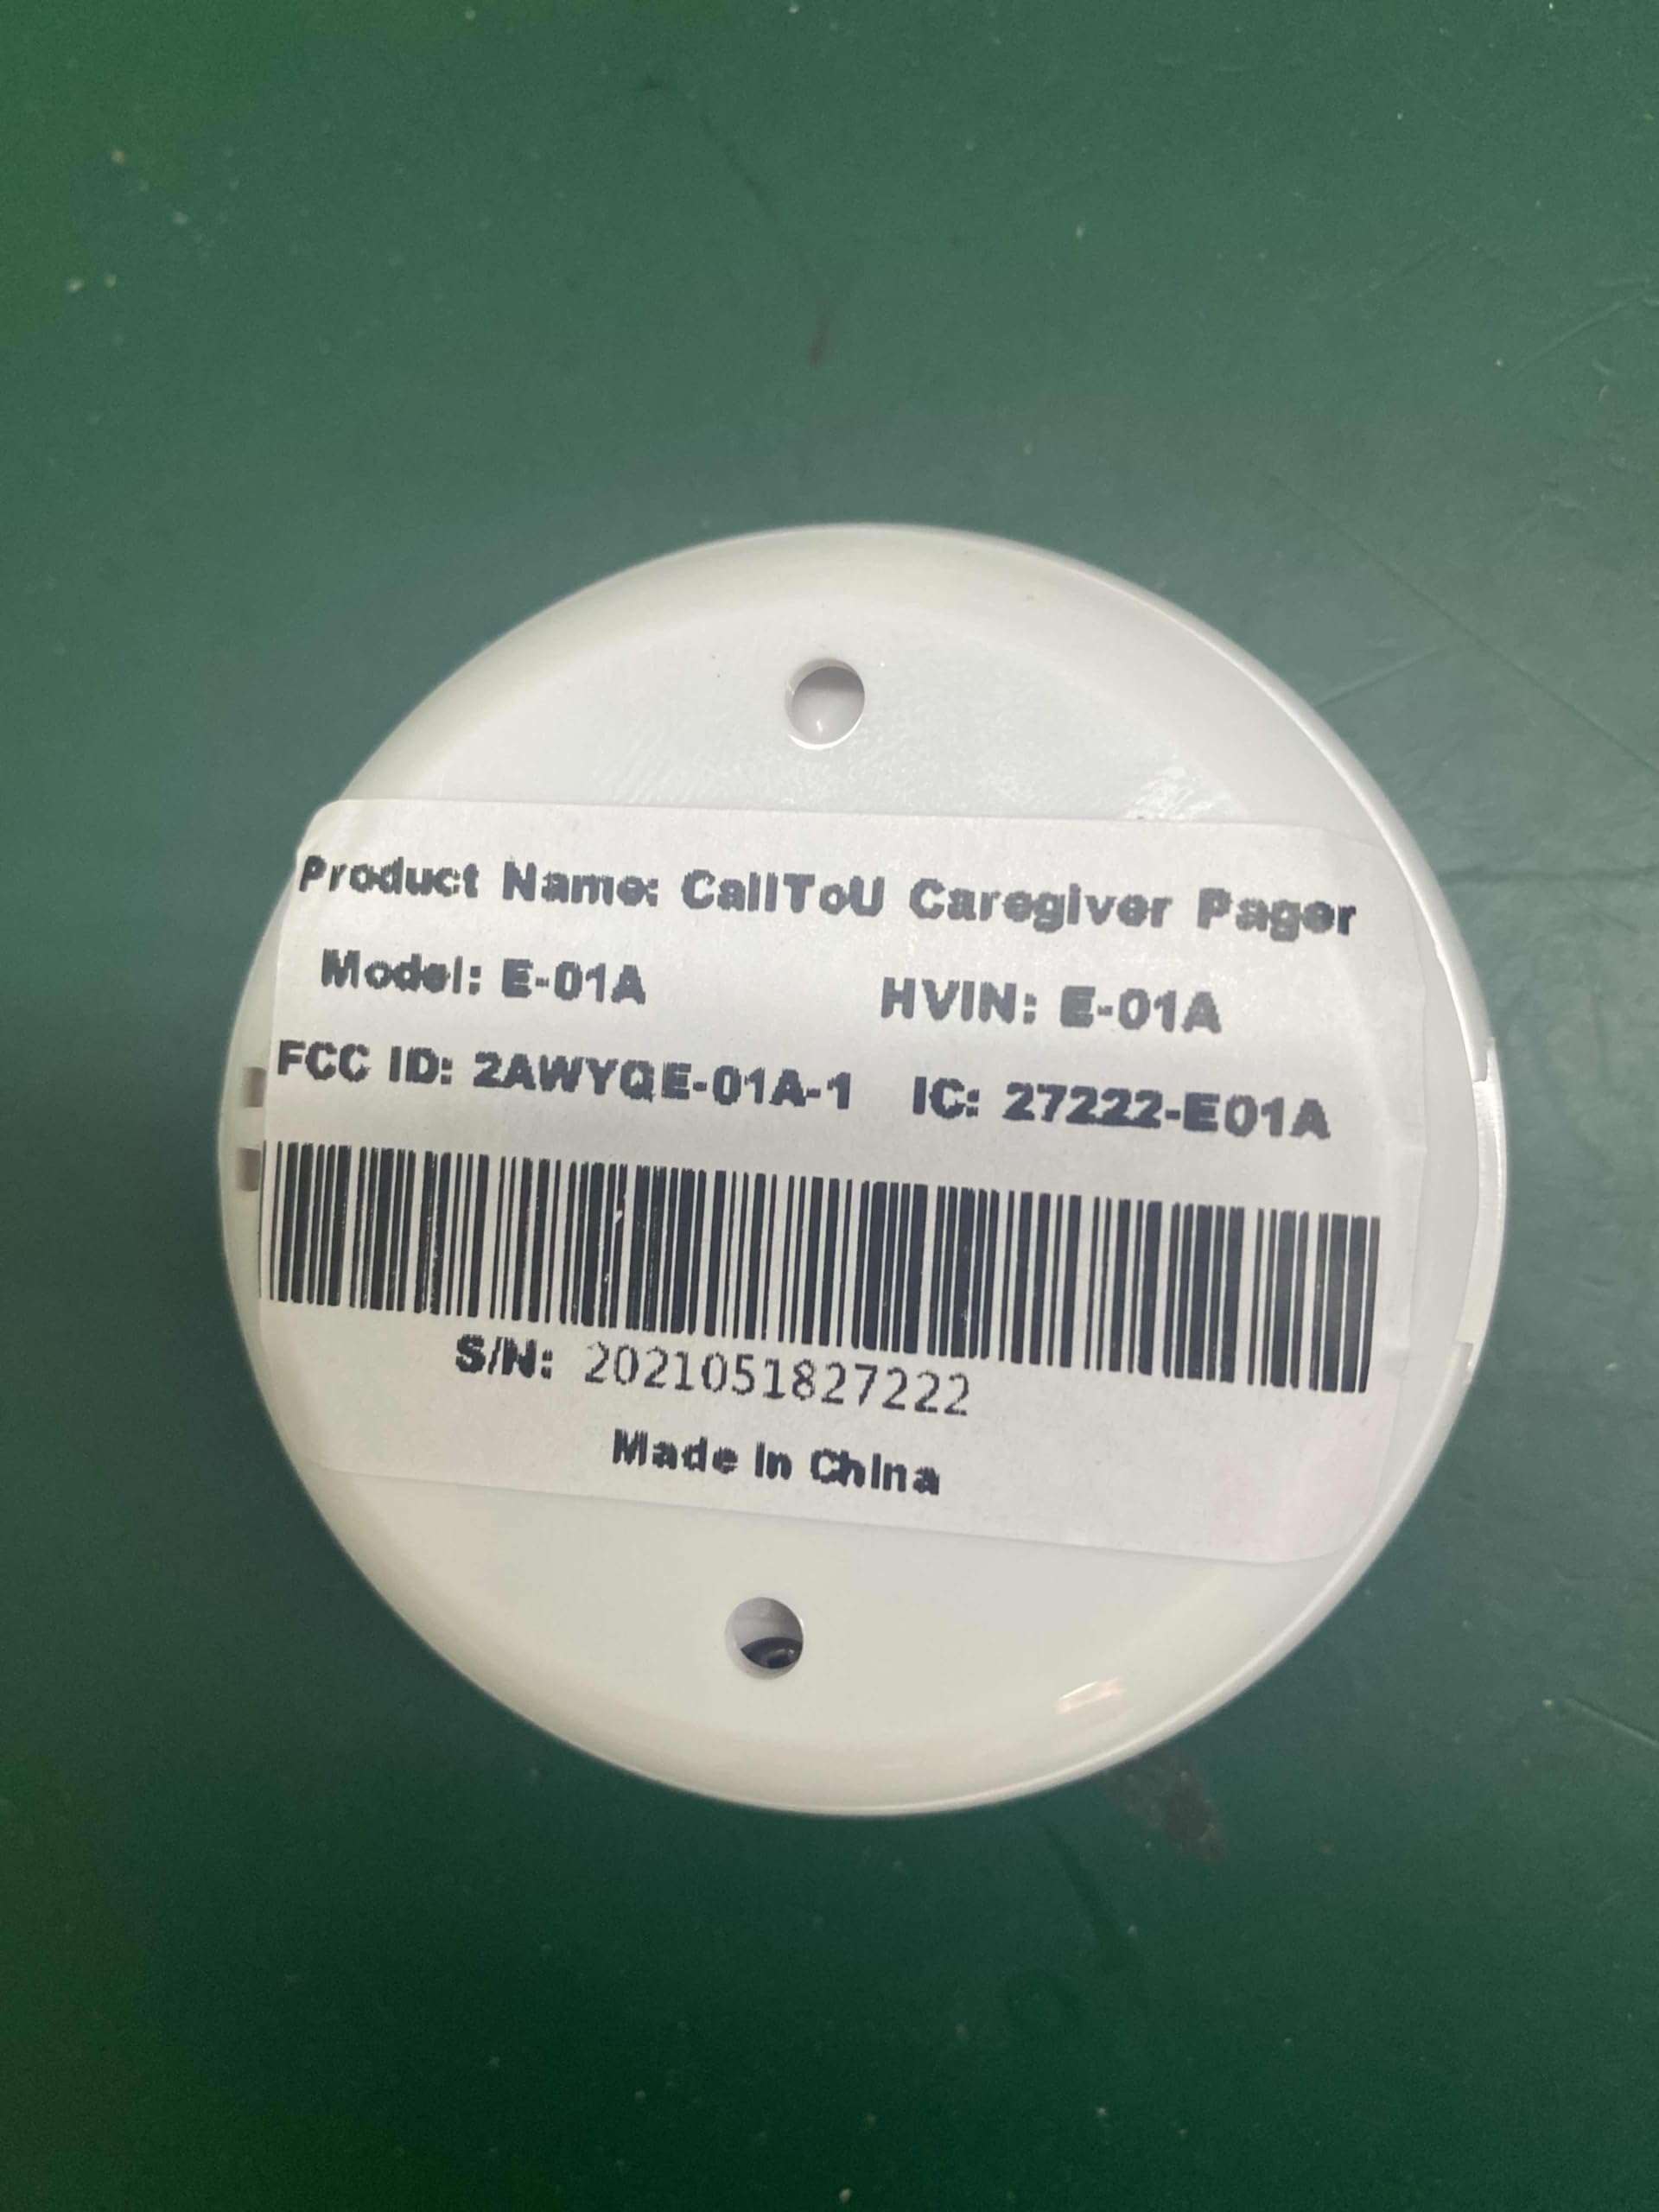 Product Name: CallToU Caregiver Pager
Model: E-01A HVIN: E-01A
FCC ID: 2AWYQE-01A-1 IC: 27222-E01A
S/N: 2021051827222
Made In China